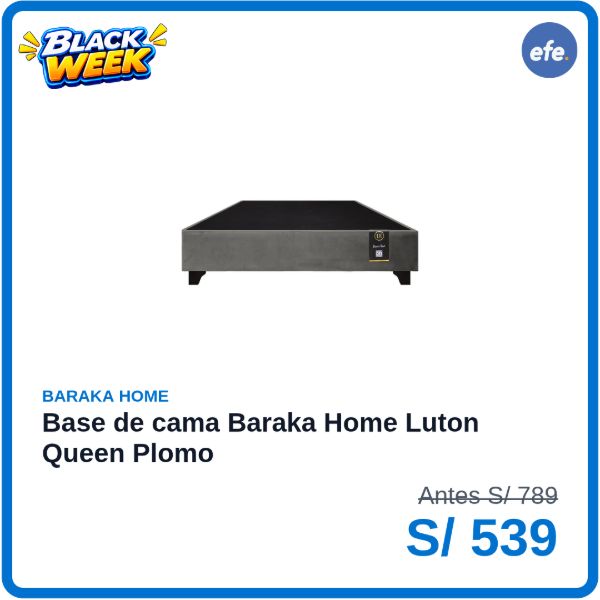 BLACK
WEEK
efe.
BARAKA HOME
Base de cama Baraka Home Luton
Queen Plomo
Antes S/ 789
S/ 539